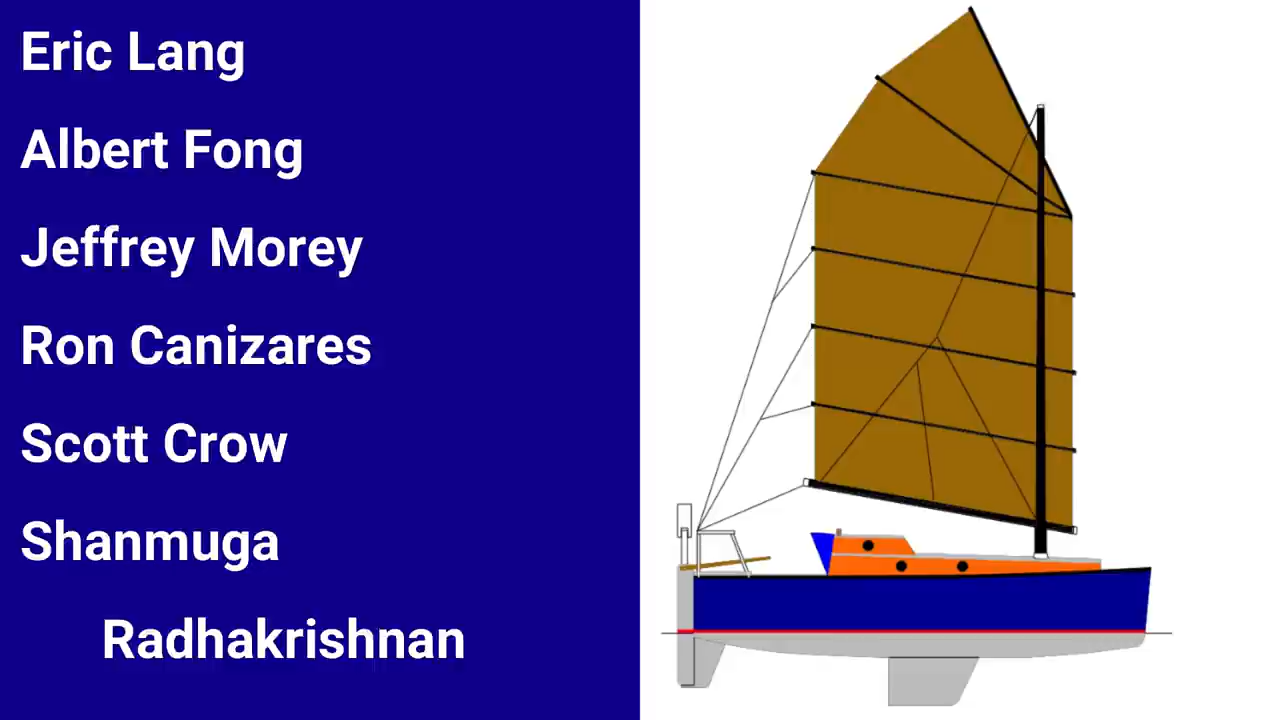 Eric Lang
Albert Fong
Jeffrey Morey
Ron Canizares
Scott Crow
Shanmuga
Radhakrishnan